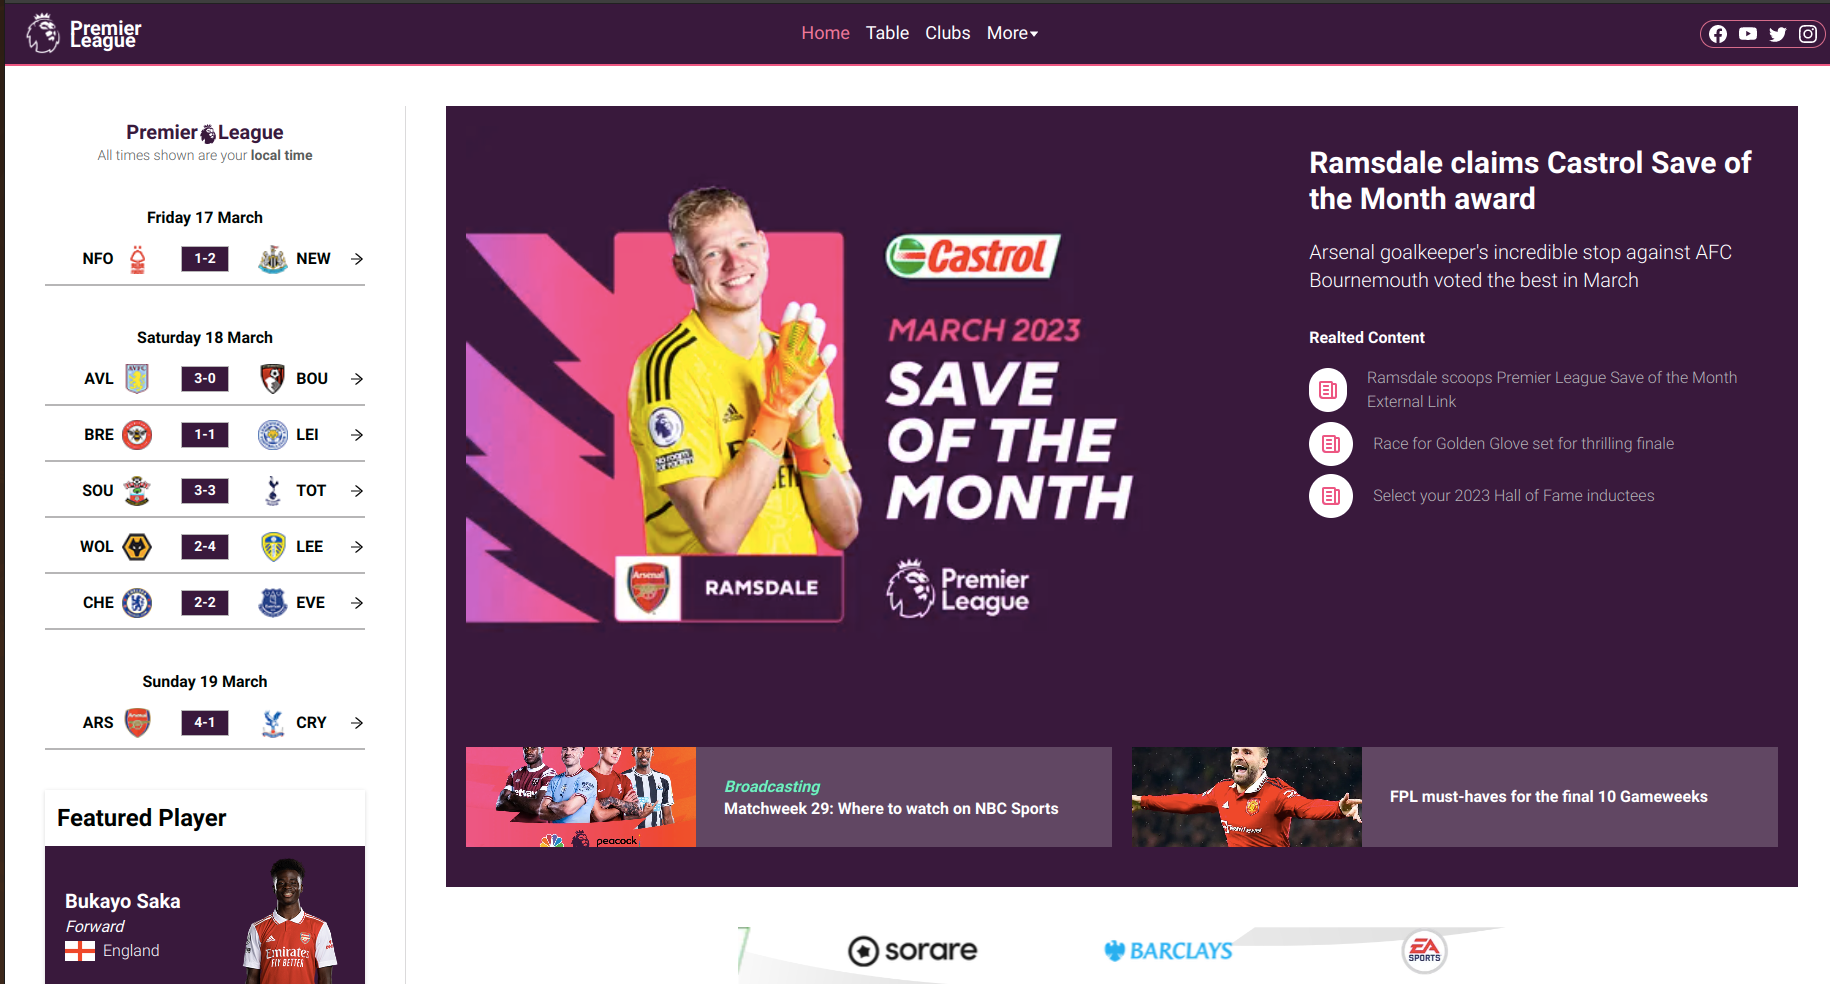 Premier
League
Home Table Clubs More
Premier League
All times shown are your local time
Friday 17 March
NFO 1-2 NEW
Saturday 18 March
AVL 3-0 BOU
BRE 1-1 LEI
SOU 3-3 TOT
WOL 2-4 LEE
CHE 2-2 EVE
Sunday 19 March
ARS 4-1 CRY
Featured Player
Bukayo Saka
Forward
England
Emirates
FLY BETTER
Castrol
MARCH 2023
SAVE
OF THE
MONTH
Arsenal
RAMSDALE
Premier
League
Ramsdale claims Castrol Save of
the Month award
Arsenal goalkeeper's incredible stop against AFC
Bournemouth voted the best in March
Realted Content
Ramsdale scoops Premier League Save of the Month
External Link
Race for Golden Glove set for thrilling finale
Select your 2023 Hall of Fame inductees
peacock
Broadcasting
Matchweek 29: Where to watch on NBC Sports
FPL must-haves for the final 10 Gameweeks
sorare
BARCLAYS
EA
SPORTS